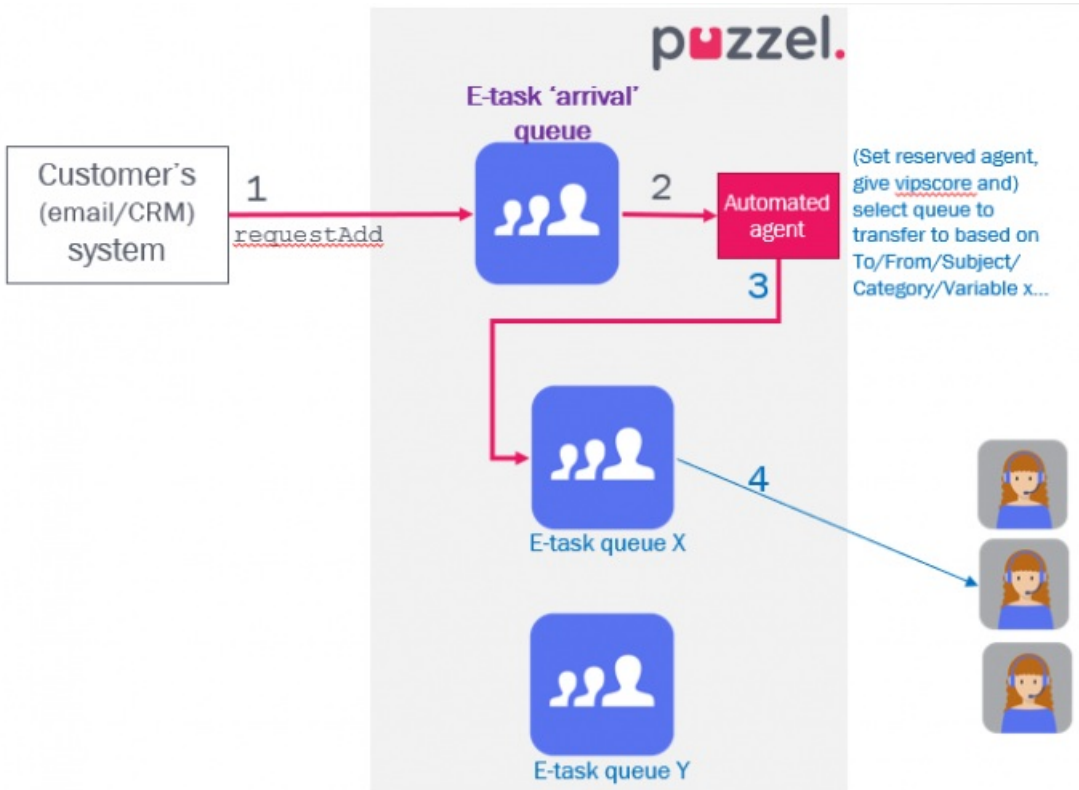 puzzel.
E-task ‘arrival’
queue
Customer's
(email/CRM)
system
1
requestAdd
2
Automated
agent
(Set reserved agent,
give vipscore and)
select queue to
transfer to based on
To/From/Subject/
Category/Variable x...
3
4
E-task queue X
E-task queue Y